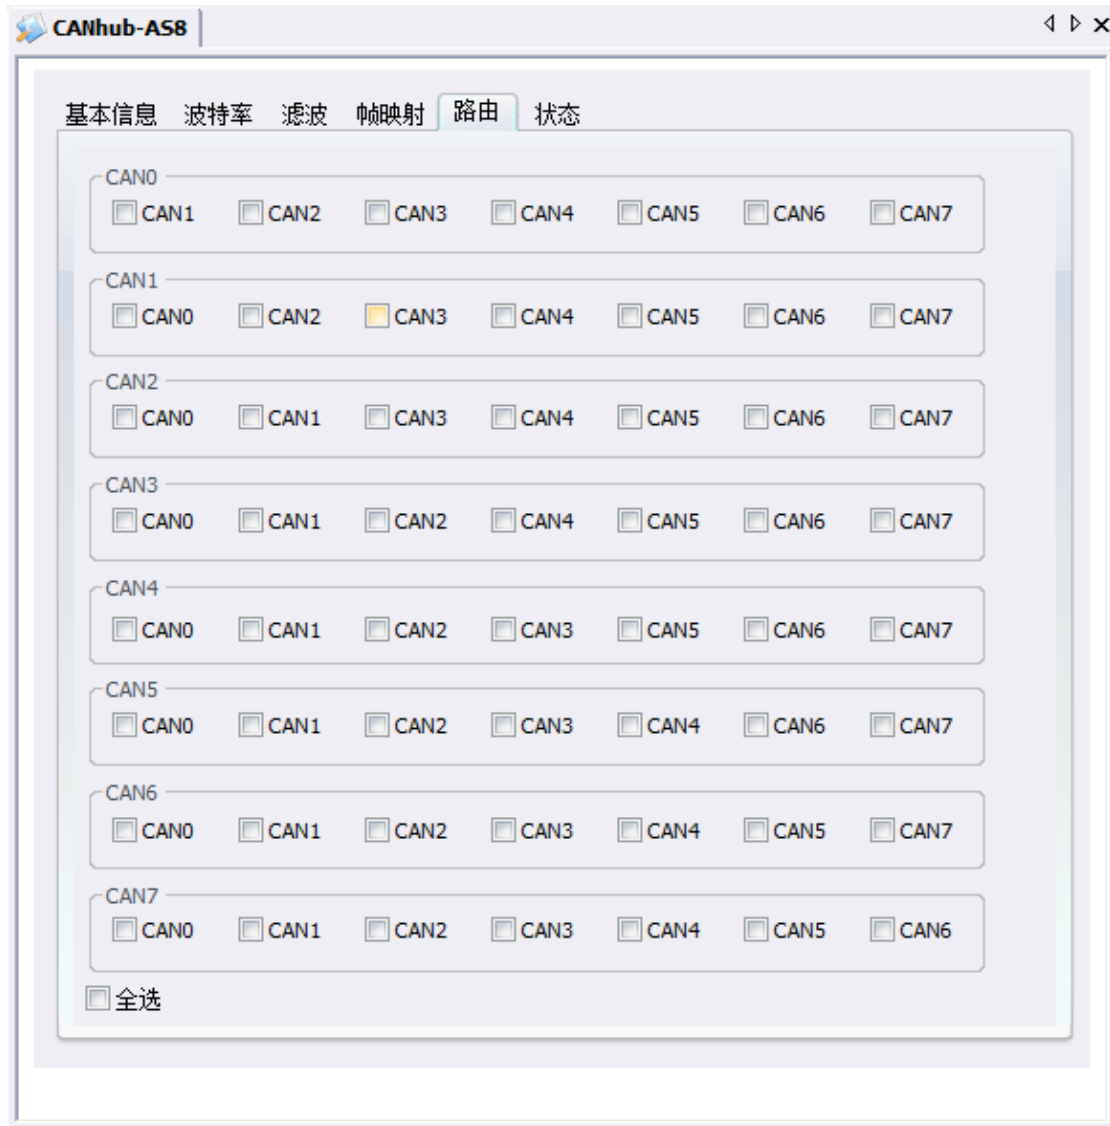 CANhub-AS8
基本信息 波特率 滤波 帧映射 路由 状态
CAN0
CAN1 CAN2 CAN3 CAN4 CAN5 CAN6 CAN7
CAN1
CAN0 CAN2 CAN3 CAN4 CAN5 CAN6 CAN7
CAN2
CAN0 CAN1 CAN3 CAN4 CAN5 CAN6 CAN7
CAN3
CAN0 CAN1 CAN2 CAN4 CAN5 CAN6 CAN7
CAN4
CAN0 CAN1 CAN2 CAN3 CAN5 CAN6 CAN7
CAN5
CAN0 CAN1 CAN2 CAN3 CAN4 CAN6 CAN7
CAN6
CAN0 CAN1 CAN2 CAN3 CAN4 CAN5 CAN7
CAN7
CAN0 CAN1 CAN2 CAN3 CAN4 CAN5 CAN6
全选